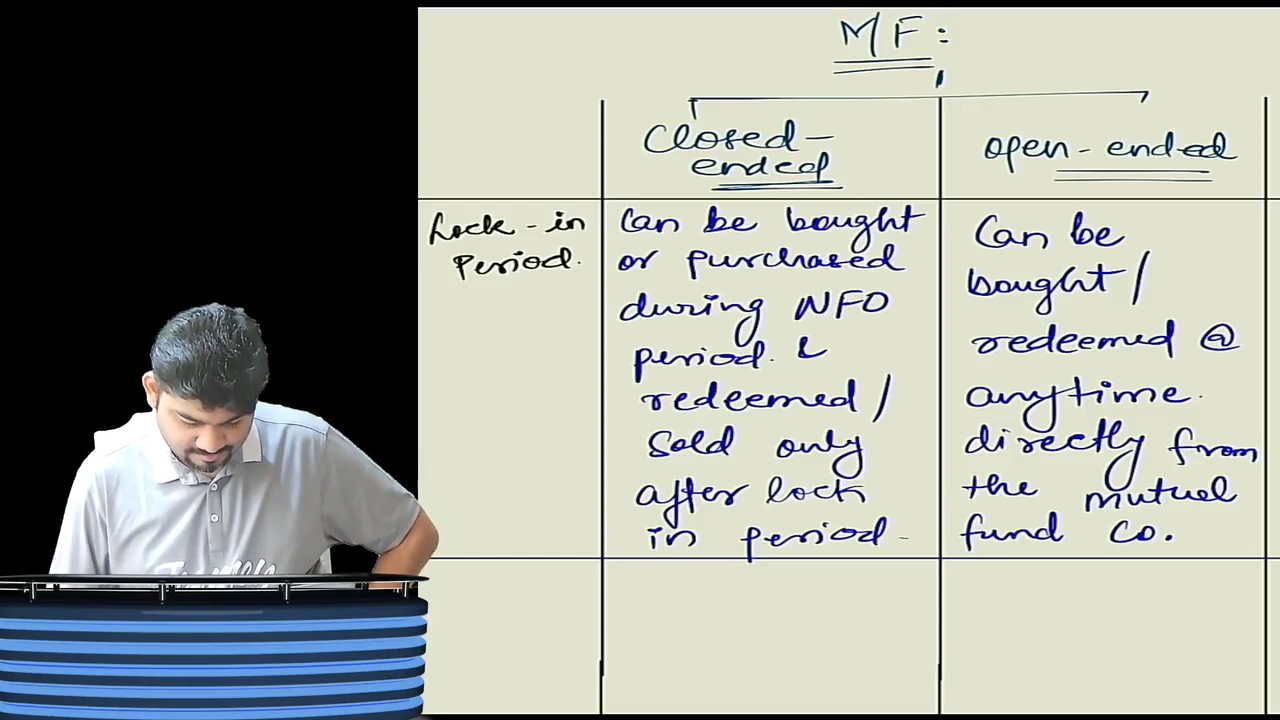 MF:
Closed-
ended
open-ended
Lock-in
Period.
Can be bought
or purchased
during NFO
period. &
redeemed/
Sold only
after lock
in period.
Can be
bought/
redeemed @
anytime.
directly from
the mutual
fund Co.